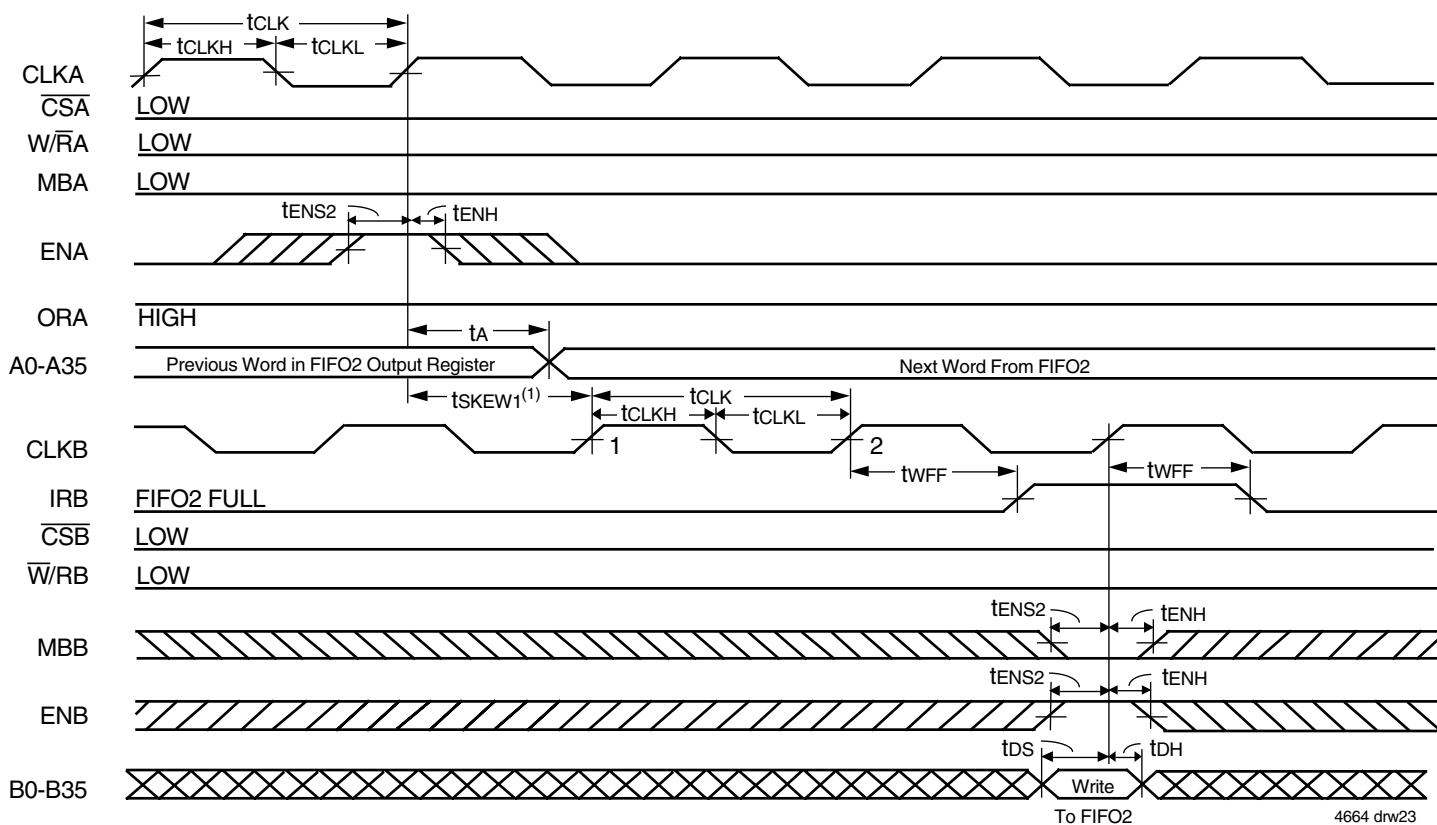 tCLK
tCLKH tCLKL
CLKA
CSA LOW
W/RA LOW
MBA LOW
tENS2 tENH
ENA
ORA HIGH
tA
A0-A35 Previous Word in FIFO2 Output Register Next Word From FIFO2
tSKEW1(1) tCLK
tCLKH tCLKL
CLKB 1 2
tWFF tWFF
IRB FIFO2 FULL
CSB LOW
W/RB LOW
tENS2 tENH
MBB
tENS2 tENH
ENB
tDS tDH
B0-B35 Write
To FIFO2 4664 drw23